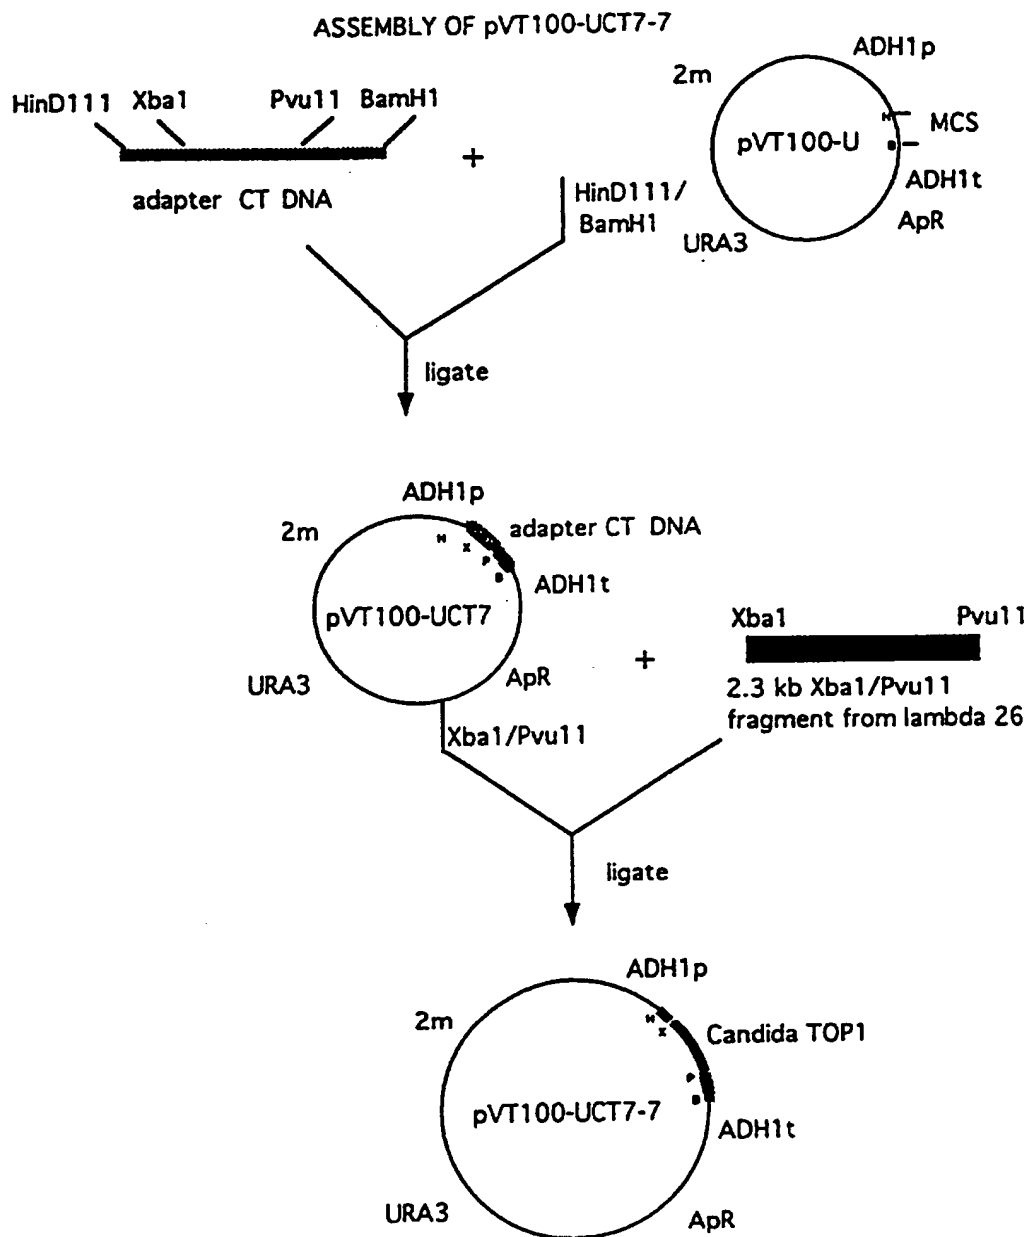 ASSEMBLY OF pVT100-UCT7-7
HinD111 Xba1 Pvu11 BamH1
adapter CT DNA
+
2m
ADH1p
H
MCS
B
pVT100-U
ADH1t
ApR
URA3
HinD111/
BamH1
ligate
ADH1p
2m
adapter CT DNA
H
X
P
B
ADH1t
pVT100-UCT7
URA3
ApR
Xba1/Pvu11
+
Xba1 Pvu11
2.3 kb Xba1/Pvu11
fragment from lambda 26
ligate
ADH1p
2m
H
X
Candida TOP1
P
B
pVT100-UCT7-7
ADH1t
URA3
ApR